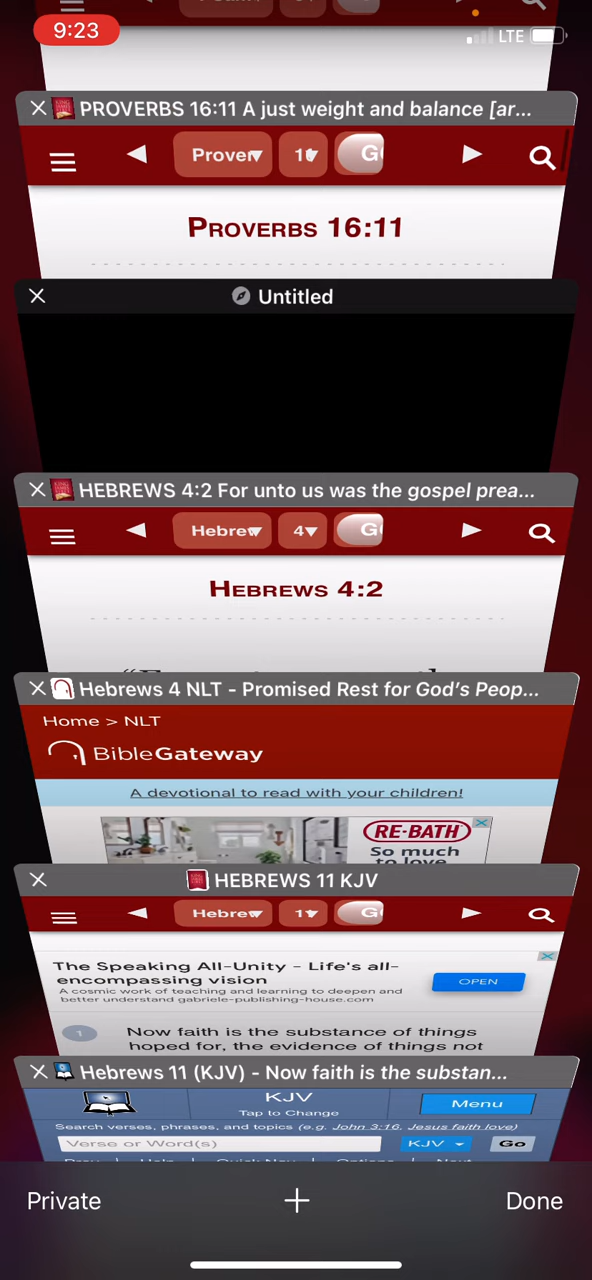 9:23
LTE
PROVERBS 16:11 A just weight and balance [ar...
Prover
PROVERBS 16:11
Untitled
HEBREWS 4:2 For unto us was the gospel prea...
Hebrew 4
HEBREWS 4:2
Hebrews 4 NLT - Promised Rest for God's Peop...
Home > NLT
BibleGateway
A devotional to read with your children!
RE-BATH
So much
to love
HEBREWS 11 KJV
Hebrew
The Speaking All-Unity - Life's all-
encompassing vision
OPEN
A cosmic work of teaching and learning to deepen and
better understand gabriele-publishing-house.com
1 Now faith is the substance of things
hoped for, the evidence of things not
Hebrews 11 (KJV) - Now faith is the substan...
KJV
Tap to Change
Menu
Search verses, phrases, and topics (e.g. John 3:16, Jesus faith love)
Verse or Word(s) KJV Go
Private + Done